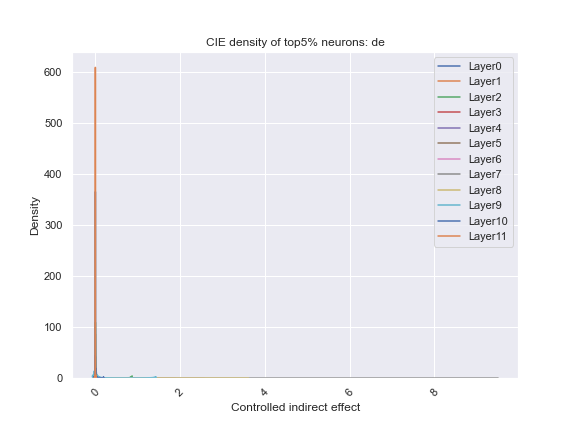 CIE density of top5% neurons: de
600
500
400
300
200
100
0
Density
0
2
4
6
8
Controlled indirect effect
Layer0
Layer1
Layer2
Layer3
Layer4
Layer5
Layer6
Layer7
Layer8
Layer9
Layer10
Layer11